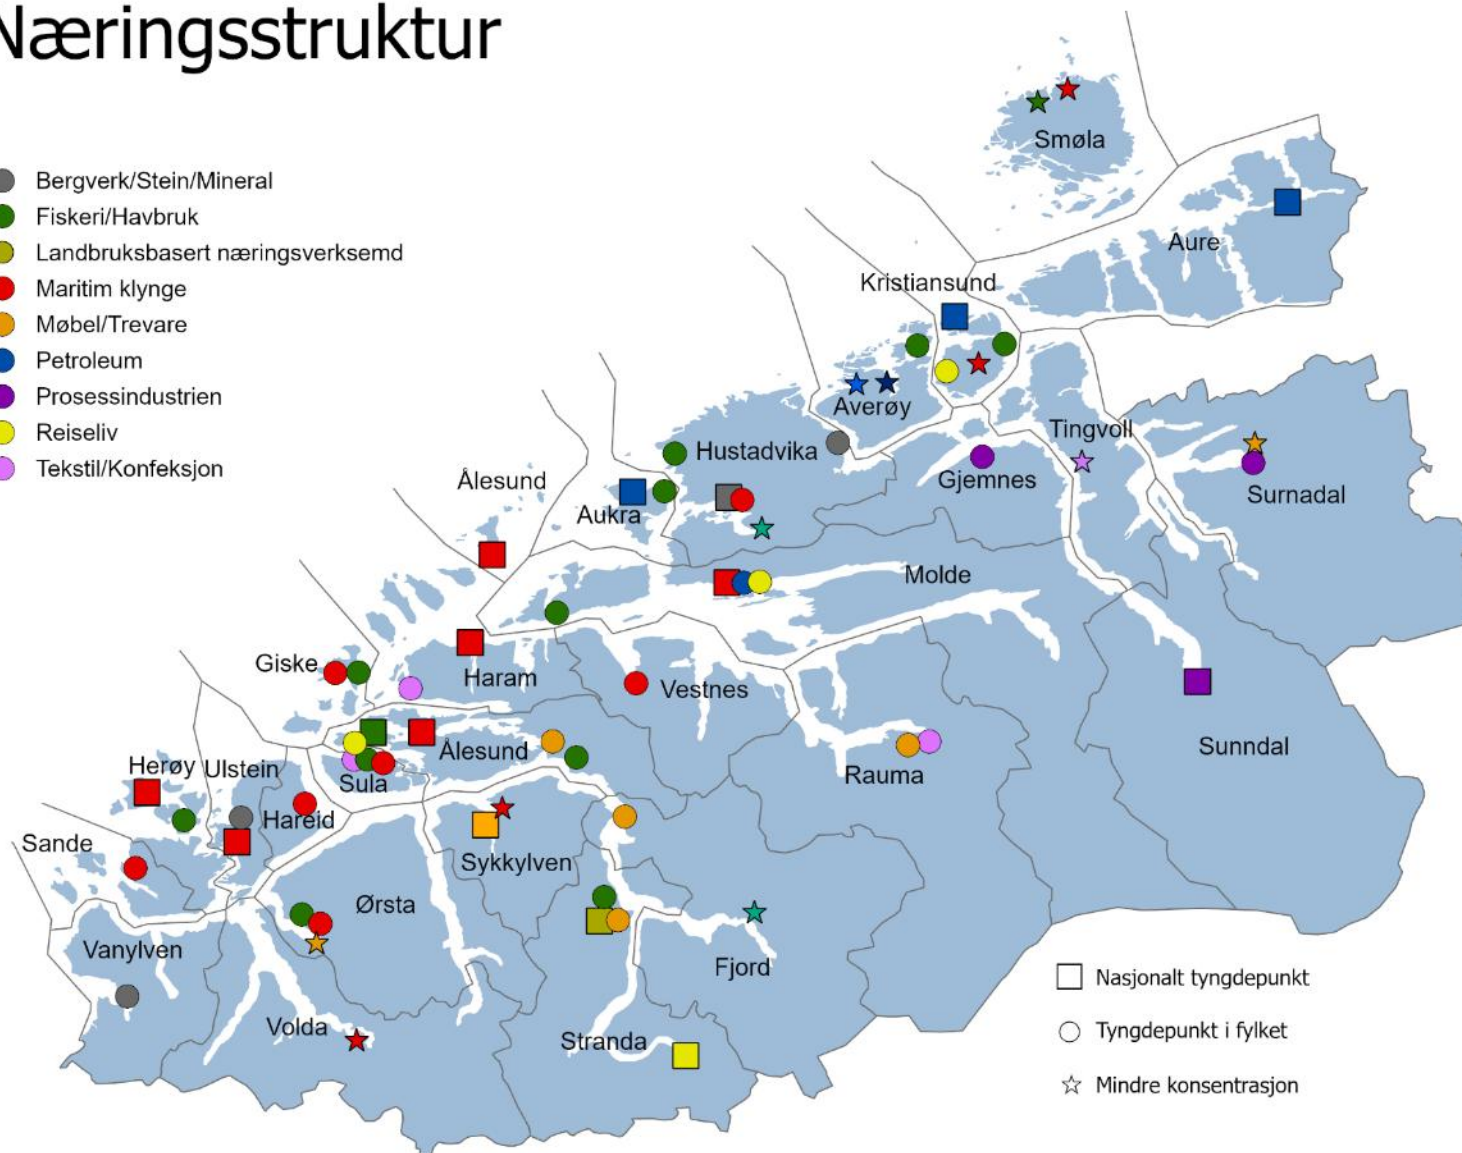 Næringsstruktur
Bergverk/Stein/Mineral
Fiskeri/Havbruk
Landbruksbasert næringsverksemd
Maritim klynge
Møbel/Trevare
Petroleum
Prosessindustrien
Reiseliv
Tekstil/Konfeksjon
Smøla
Aure
Kristiansund
Averøy
Tingvoll
Hustadvika
Gjemnes
Surnadal
Ålesund
Aukra
Molde
Giske
Haram
Vestnes
Sunndal
Ålesund
Rauma
Herøy
Ulstein
Sula
Hareid
Sande
Sykkylven
Ørsta
Vanylven
Fjord
Volda
Stranda
Nasjonalt tyngdepunkt
Tyngdepunkt i fylket
Mindre konsentrasjon